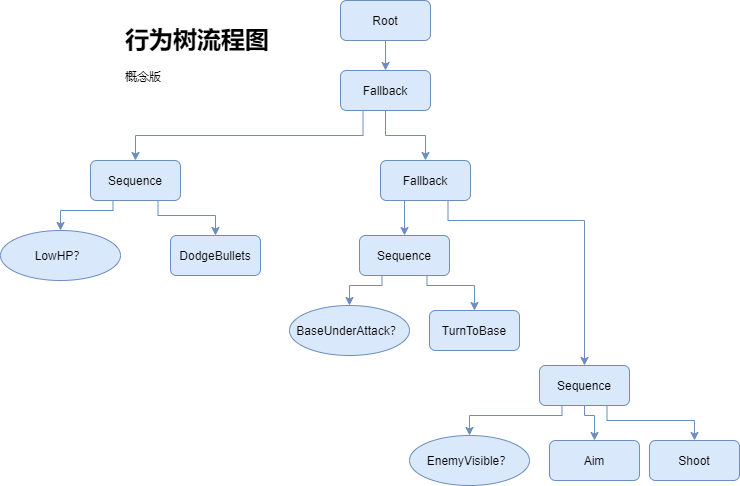 Root
行为树流程图
概念版
Fallback
Sequence
Fallback
LowHP?
DodgeBullets
Sequence
BaseUnderAttack?
TurnToBase
Sequence
EnemyVisible?
Aim
Shoot